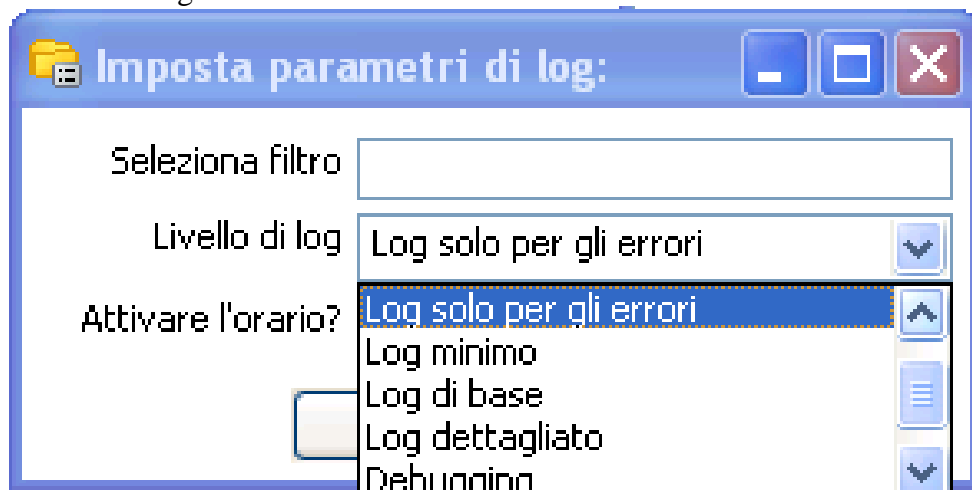 Imposta parametri di log:
Seleziona filtro
Livello di log Log solo per gli errori
Attivare l'orario? Log solo per gli errori
Log minimo
Log di base
Log dettagliato
Debugging